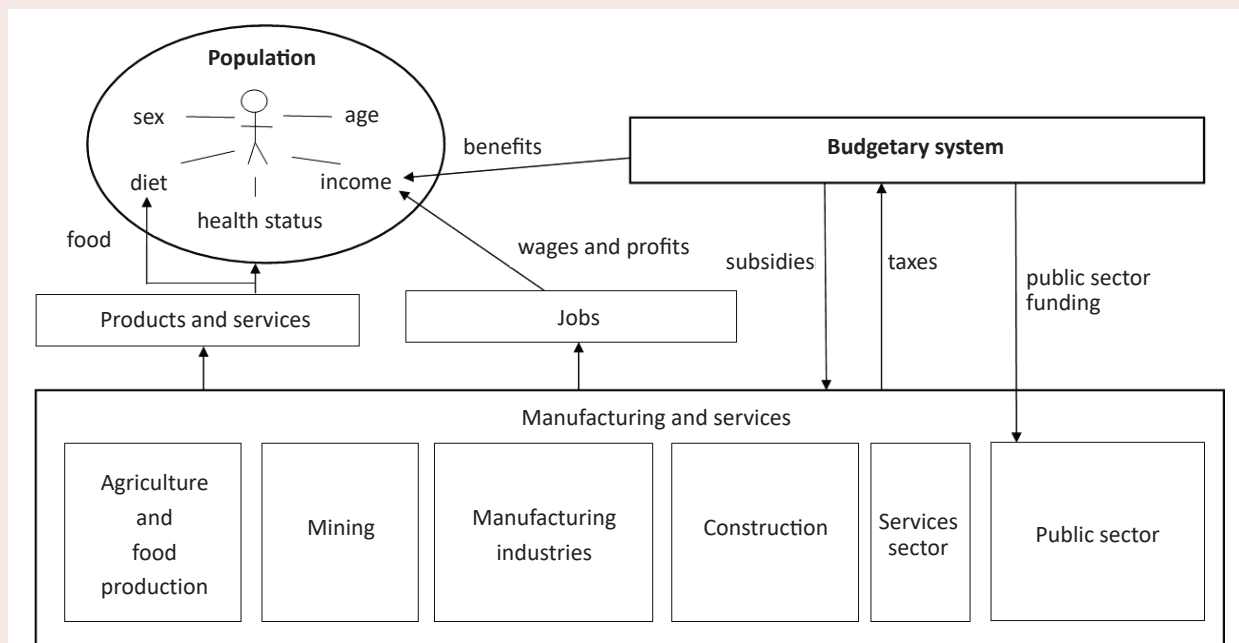 Population
sex
age
diet
income
health status
benefits
Budgetary system
food
wages and profits
subsidies
taxes
public sector
funding
Products and services
Jobs
Manufacturing and services
Agriculture
and
food
production
Mining
Manufacturing
industries
Construction
Services
sector
Public sector